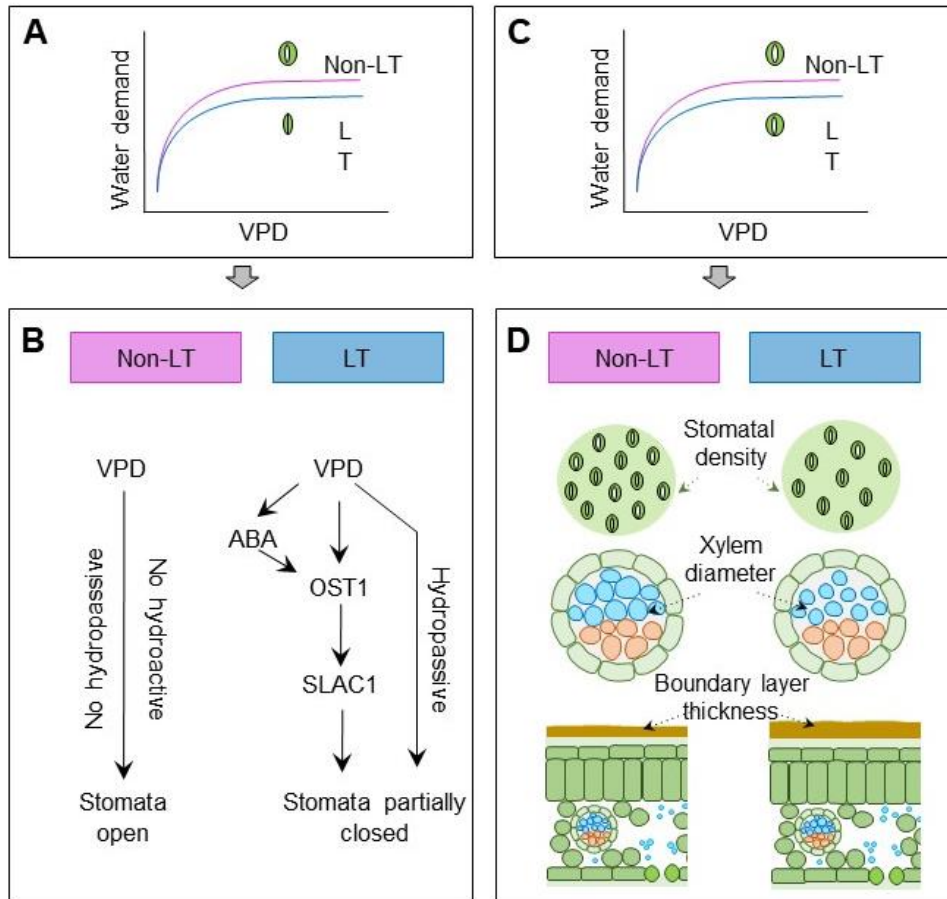 A
Water demand
Non-LT
L
T
VPD
C
Water demand
Non-LT
L
T
VPD
B
Non-LT
LT
VPD
No hydropassive
No hydroactive
Stomata
open
VPD
ABA
OST1
SLAC1
Hydropassive
Stomata partially
closed
D
Non-LT
LT
Stomatal
density
Xylem
diameter
Boundary layer
thickness